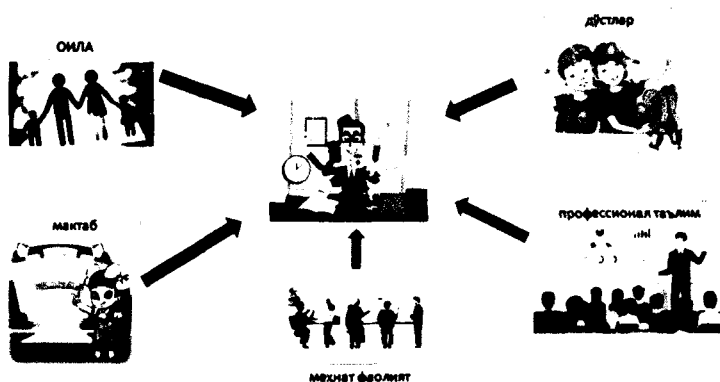 ОИЛА
дўстлар
мактаб
профессионал таълим
меҳнат фаолият